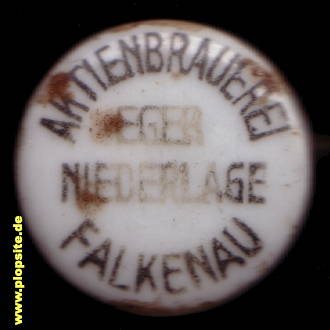 AKTIENBRAUEREI
EGER
NIEDERLAGE
FALKENAU
www.plopsite.de